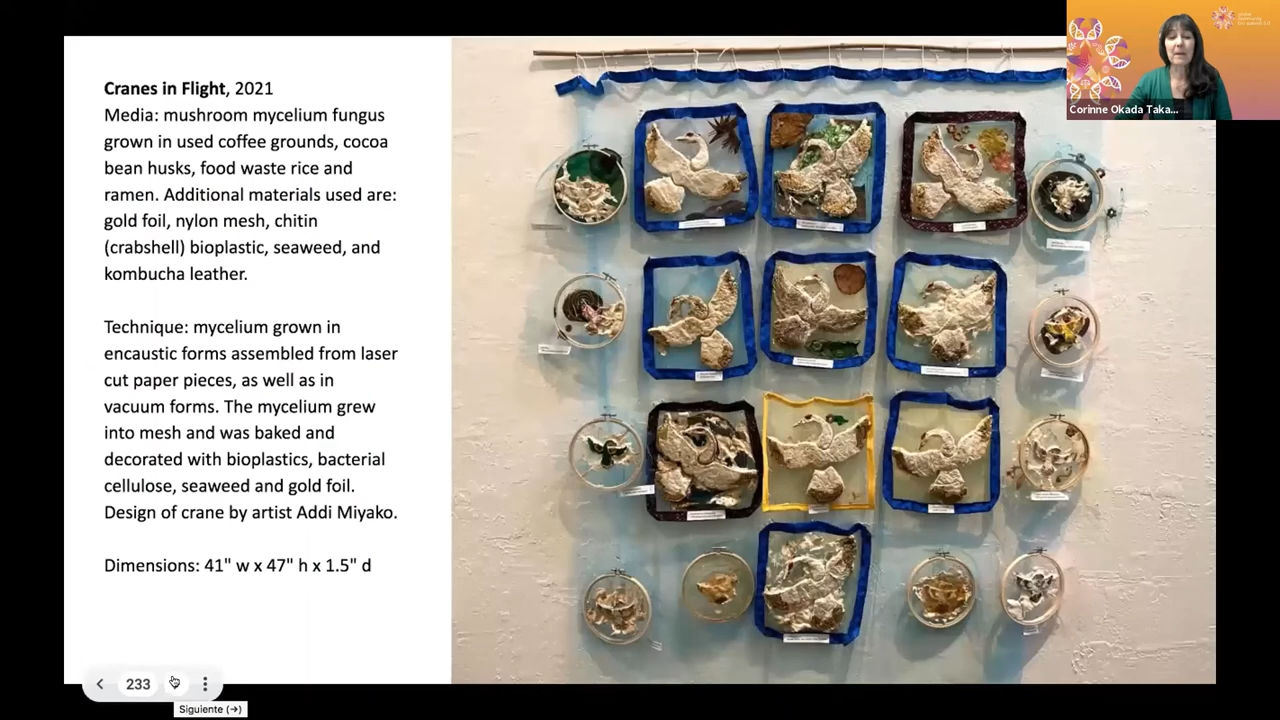 Cranes in Flight, 2021
Media: mushroom mycelium fungus
grown in used coffee grounds, cocoa
bean husks, food waste rice and
ramen. Additional materials used are:
gold foil, nylon mesh, chitin
(crabshell) bioplastic, seaweed, and
kombucha leather.
Technique: mycelium grown in
encaustic forms assembled from laser
cut paper pieces, as well as in
vacuum forms. The mycelium grew
into mesh and was baked and
decorated with bioplastics, bacterial
cellulose, seaweed and gold foil.
Design of crane by artist Addi Miyako.
Dimensions: 41" w x 47" h x 1.5" d
233
Siguiente (→)
Corinne Okada Taka...